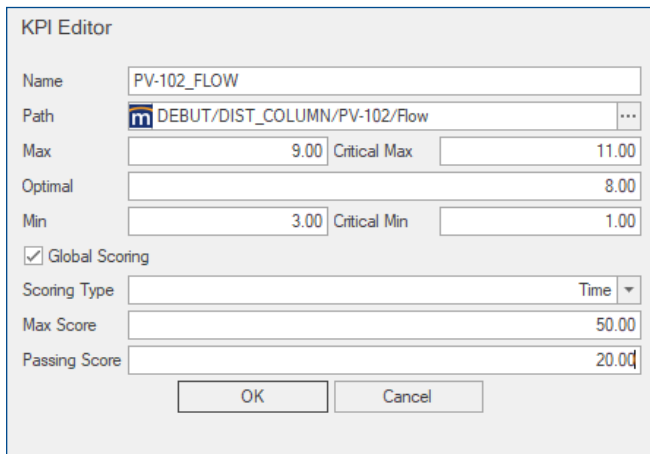 KPI Editor
Name PV-102_FLOW
Path m DEBUT/DIST_COLUMN/PV-102/Flow ...
Max 9.00 Critical Max 11.00
Optimal 8.00
Min 3.00 Critical Min 1.00
Global Scoring
Scoring Type Time
Max Score 50.00
Passing Score 20.00
OK Cancel